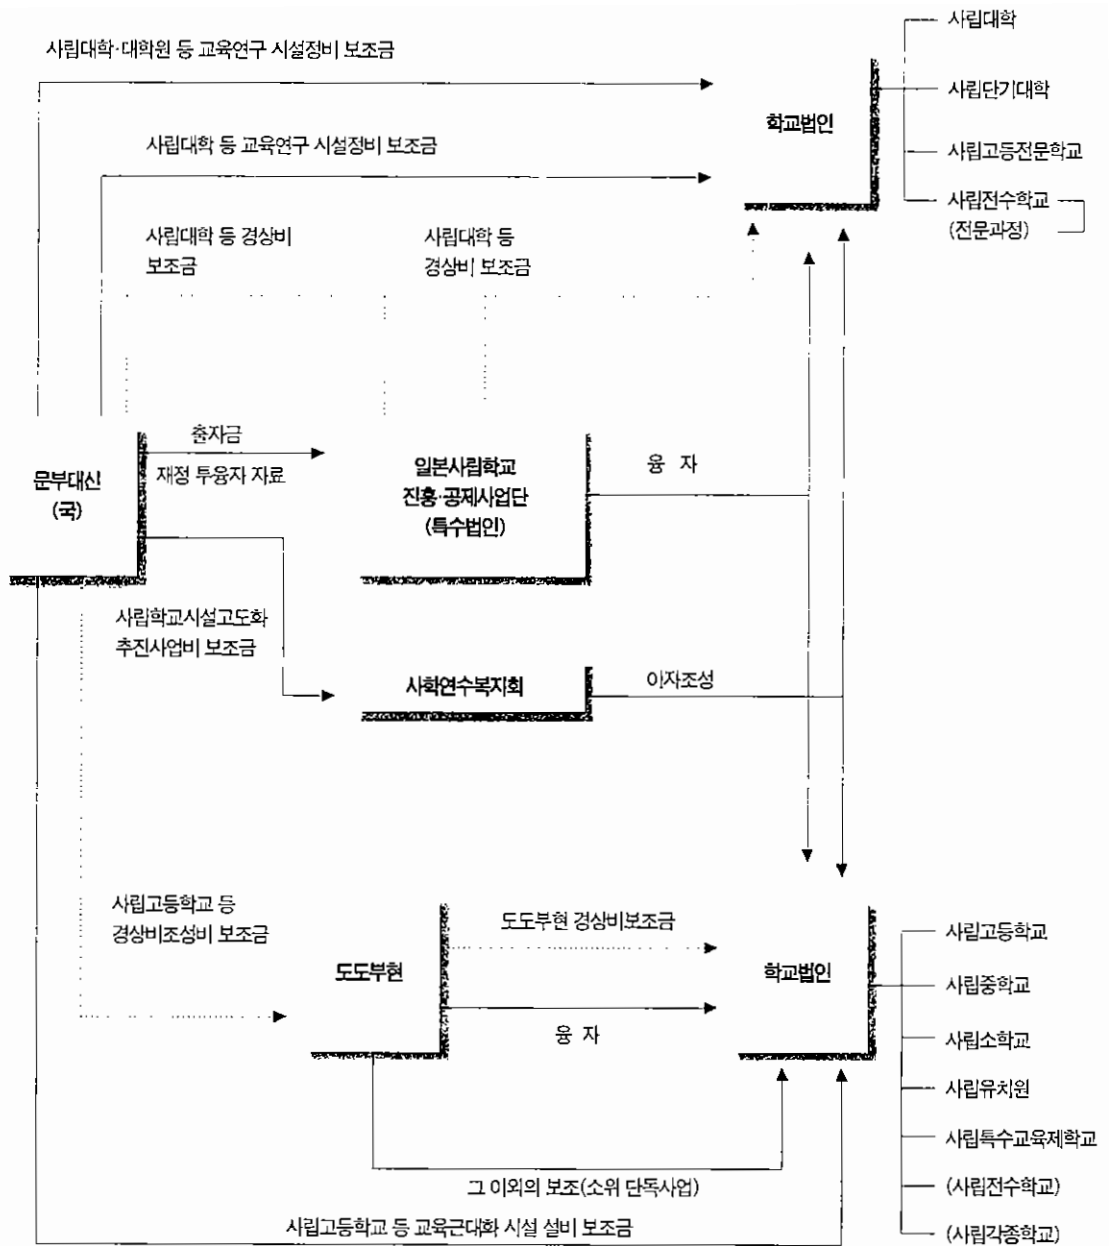 사립대학·대학원 등 교육연구 시설정비 보조금
사립대학 등 교육연구 시설정비 보조금
사립대학 등 경상비
보조금
사립대학 등
경상비 보조금
학교법인
사립대학
사립단기대학
사립고등전문학교
사립전수학교
(전문과정)
문부대신
(국)
출자금
재정 투융자 자료
일본사립학교
진흥·공제사업단
(특수법인)
융 자
사립학교시설고도화
추진사업비 보조금
사학연수복지회
이자조성
사립고등학교 등
경상비조성비 보조금
도도부현
도도부현 경상비보조금
융 자
학교법인
사립고등학교
사립중학교
사립소학교
사립유치원
사립특수교육제학교
(사립전수학교)
(사립각종학교)
그 이외의 보조(소위 단독사업)
사립고등학교 등 교육근대화 시설 설비 보조금